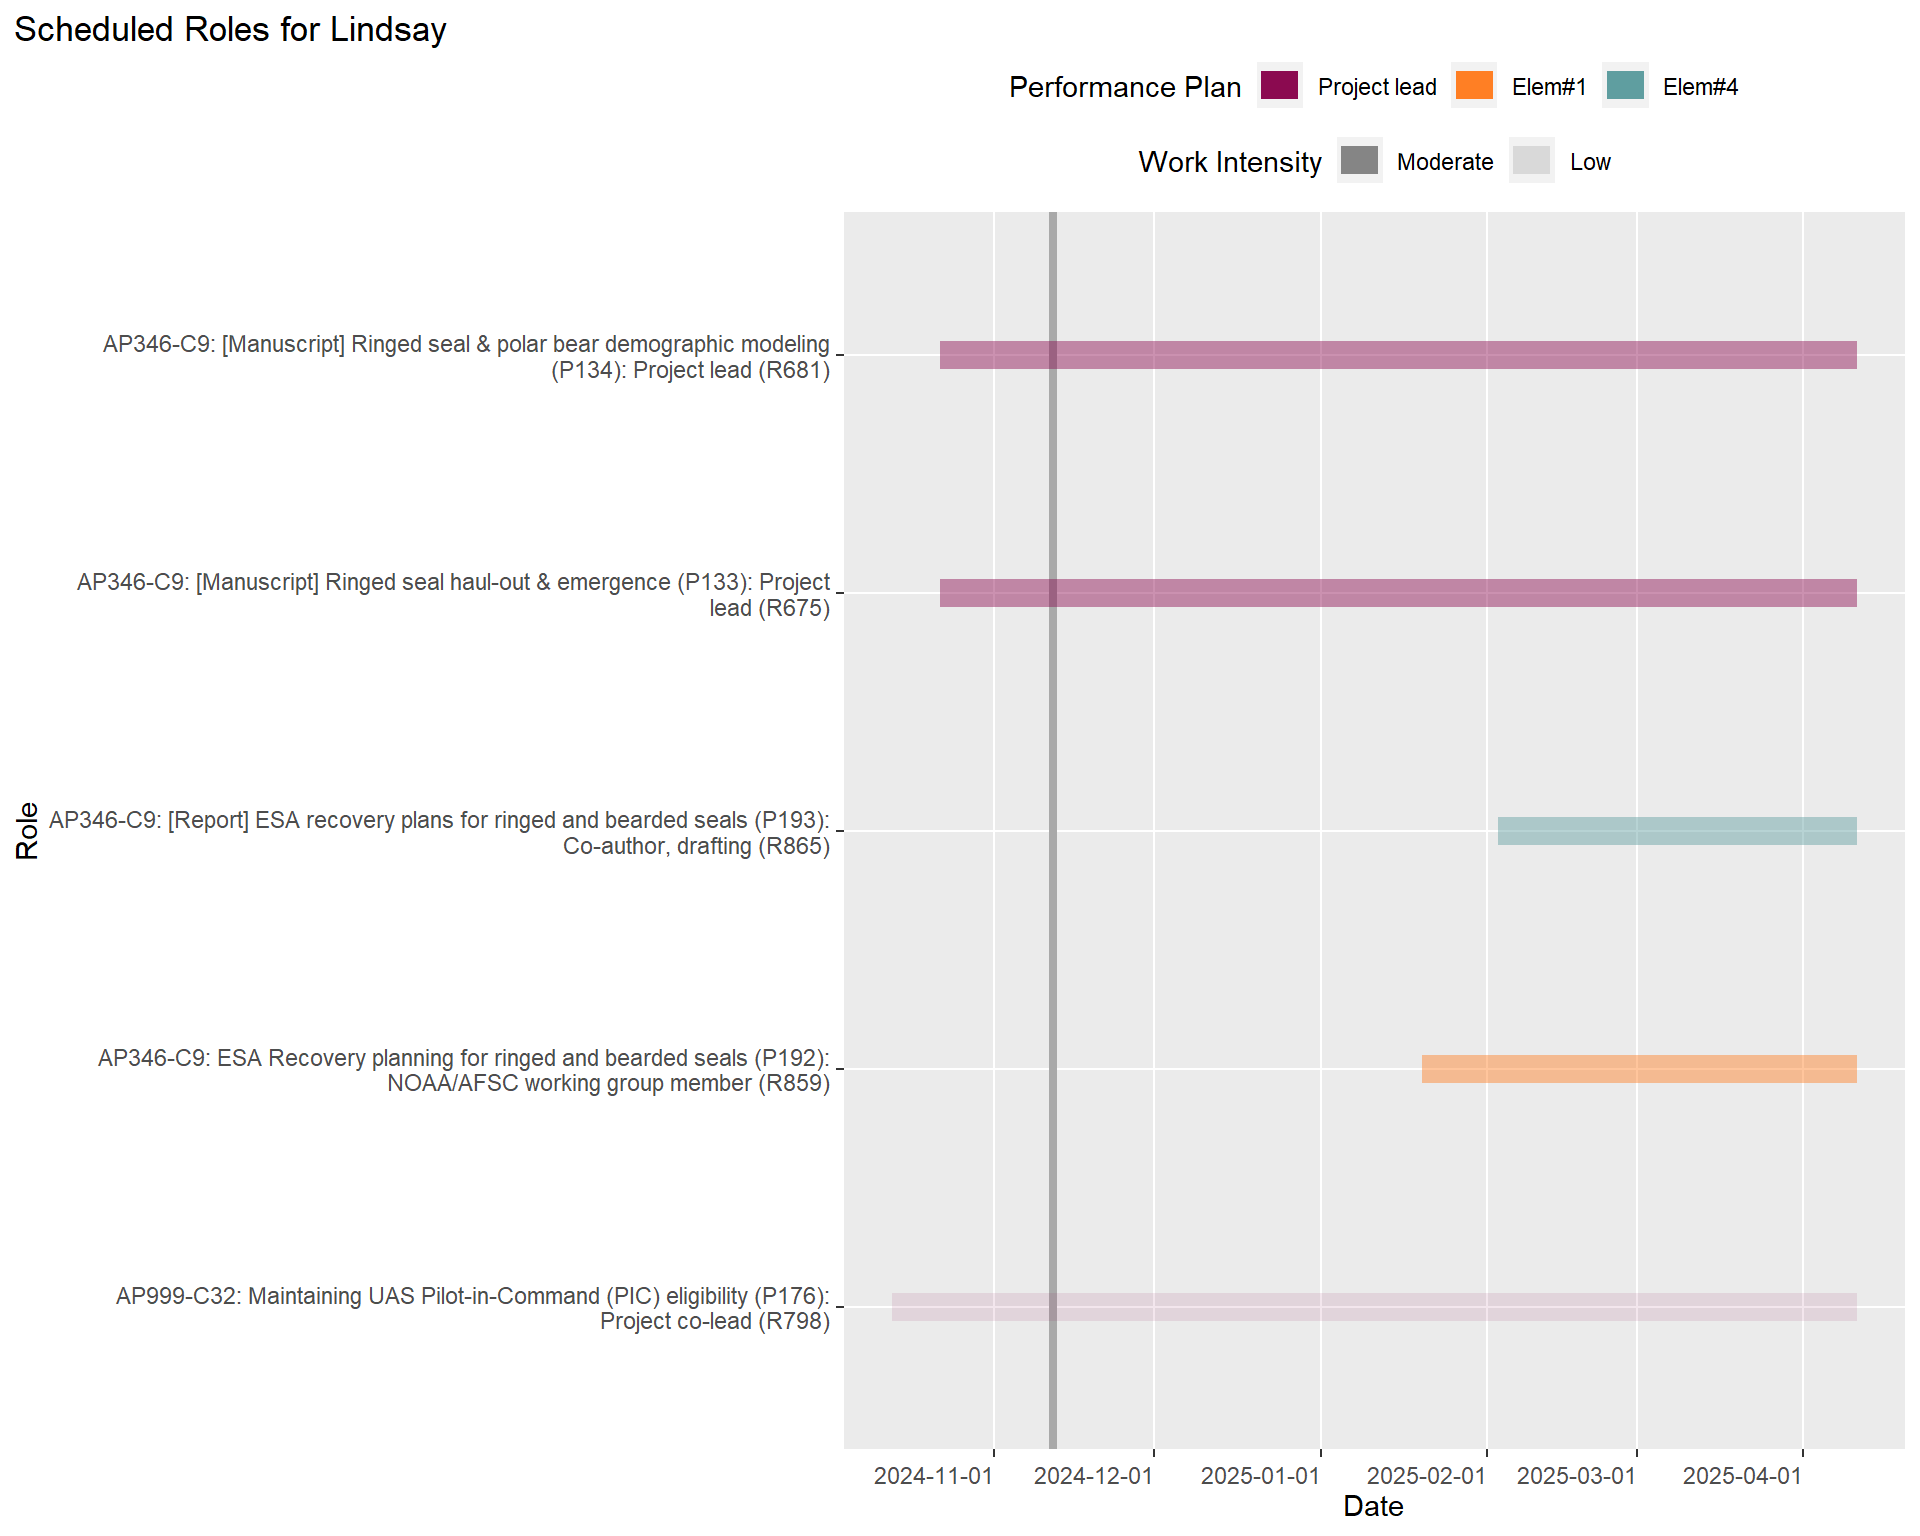 Scheduled Roles for Lindsay
Performance Plan Project lead Elem#1 Elem#4
Work Intensity Moderate Low
AP346-C9: [Manuscript] Ringed seal & polar bear demographic modeling
(P134): Project lead (R681)
AP346-C9: [Manuscript] Ringed seal haul-out & emergence (P133): Project
lead (R675)
Role
AP346-C9: [Report] ESA recovery plans for ringed and bearded seals (P193):
Co-author, drafting (R865)
AP346-C9: ESA Recovery planning for ringed and bearded seals (P192):
NOAA/AFSC working group member (R859)
AP999-C32: Maintaining UAS Pilot-in-Command (PIC) eligibility (P176):
Project co-lead (R798)
2024-11-01 2024-12-01 2025-01-01 2025-02-01 2025-03-01 2025-04-01
Date